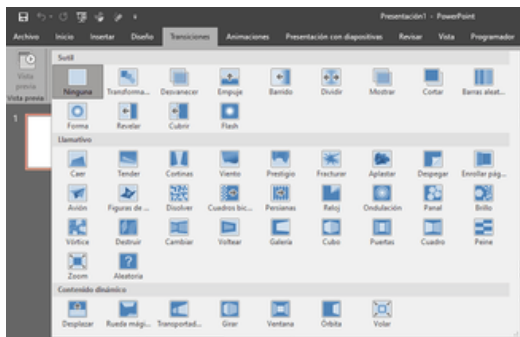 Presentación1 - PowerPoint
Archivo Inicio Insertar Diseño Transiciones Animaciones Presentación con diapositivas Revisar Vista Programador
Vista previa
Vista previa
1
Sutil
Ninguna Transforma... Desvanecer Empuje Barrido Dividir Mostrar Cortar Barras aleat...
Forma Revelar Cubrir Flash
Llamativo
Caer Tender Cortinas Viento Prestigio Fracturar Aplastar Despegar Enrollar pág...
Avión Figuras de ... Disolver Cuadros bic... Persianas Reloj Ondulación Panal Brillo
Vórtice Destruir Cambiar Voltear Galería Cubo Puertas Cuadro Peine
Zoom Aleatoria
Contenido dinámico
Desplazar Rueda mági... Transportad... Girar Ventana Órbita Volar